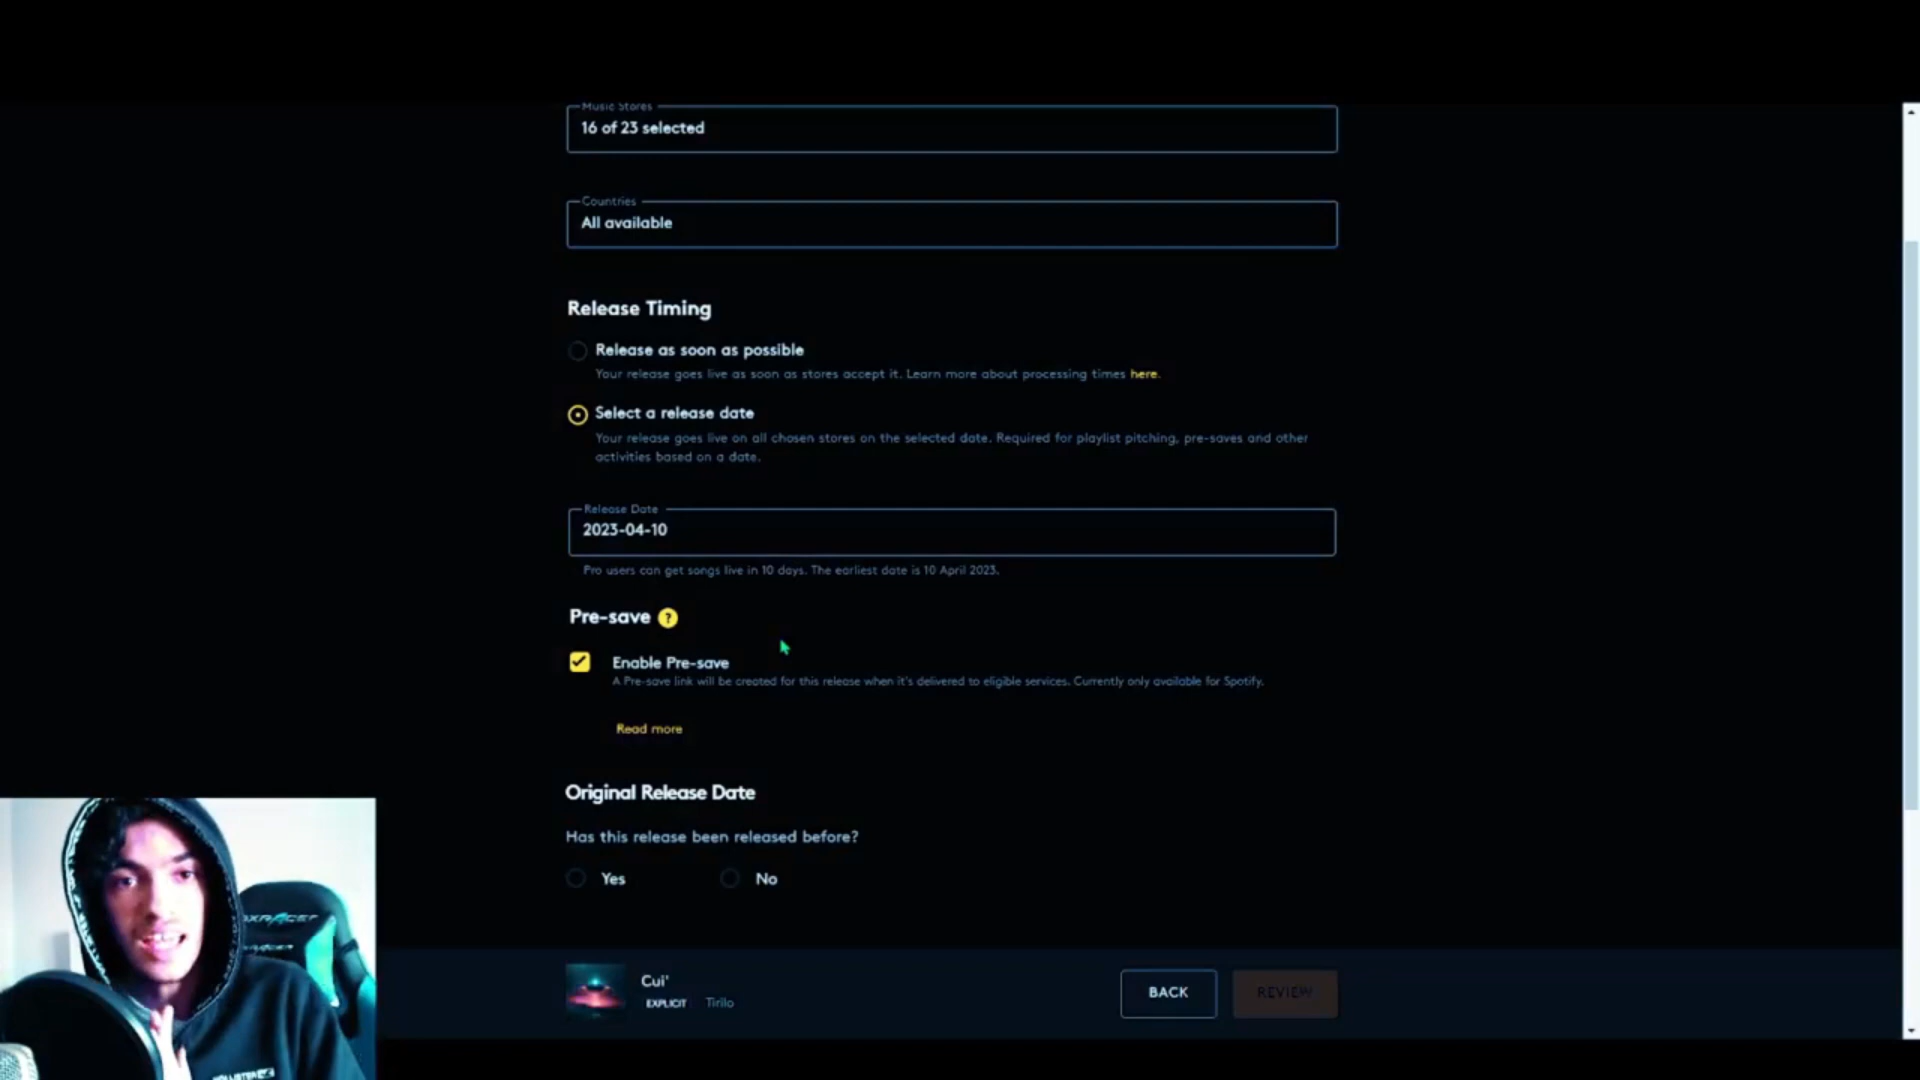 Music Stores
16 of 23 selected
Countries
All available
Release Timing
Release as soon as possible
Your release goes live as soon as stores accept it. Learn more about processing times here.
Select a release date
Your release goes live on all chosen stores on the selected date. Required for playlist pitching, pre-saves and other
activities based on a date.
Release Date
2023-04-10
Pro users can get songs live in 10 days. The earliest date is 10 April 2023.
Pre-save ?
Enable Pre-save
A Pre-save link will be created for this release when it's delivered to eligible services. Currently only available for Spotify.
Read more
Original Release Date
Has this release been released before?
Yes No
Cui'
EXPLICIT Tirilo
BACK REVIEW